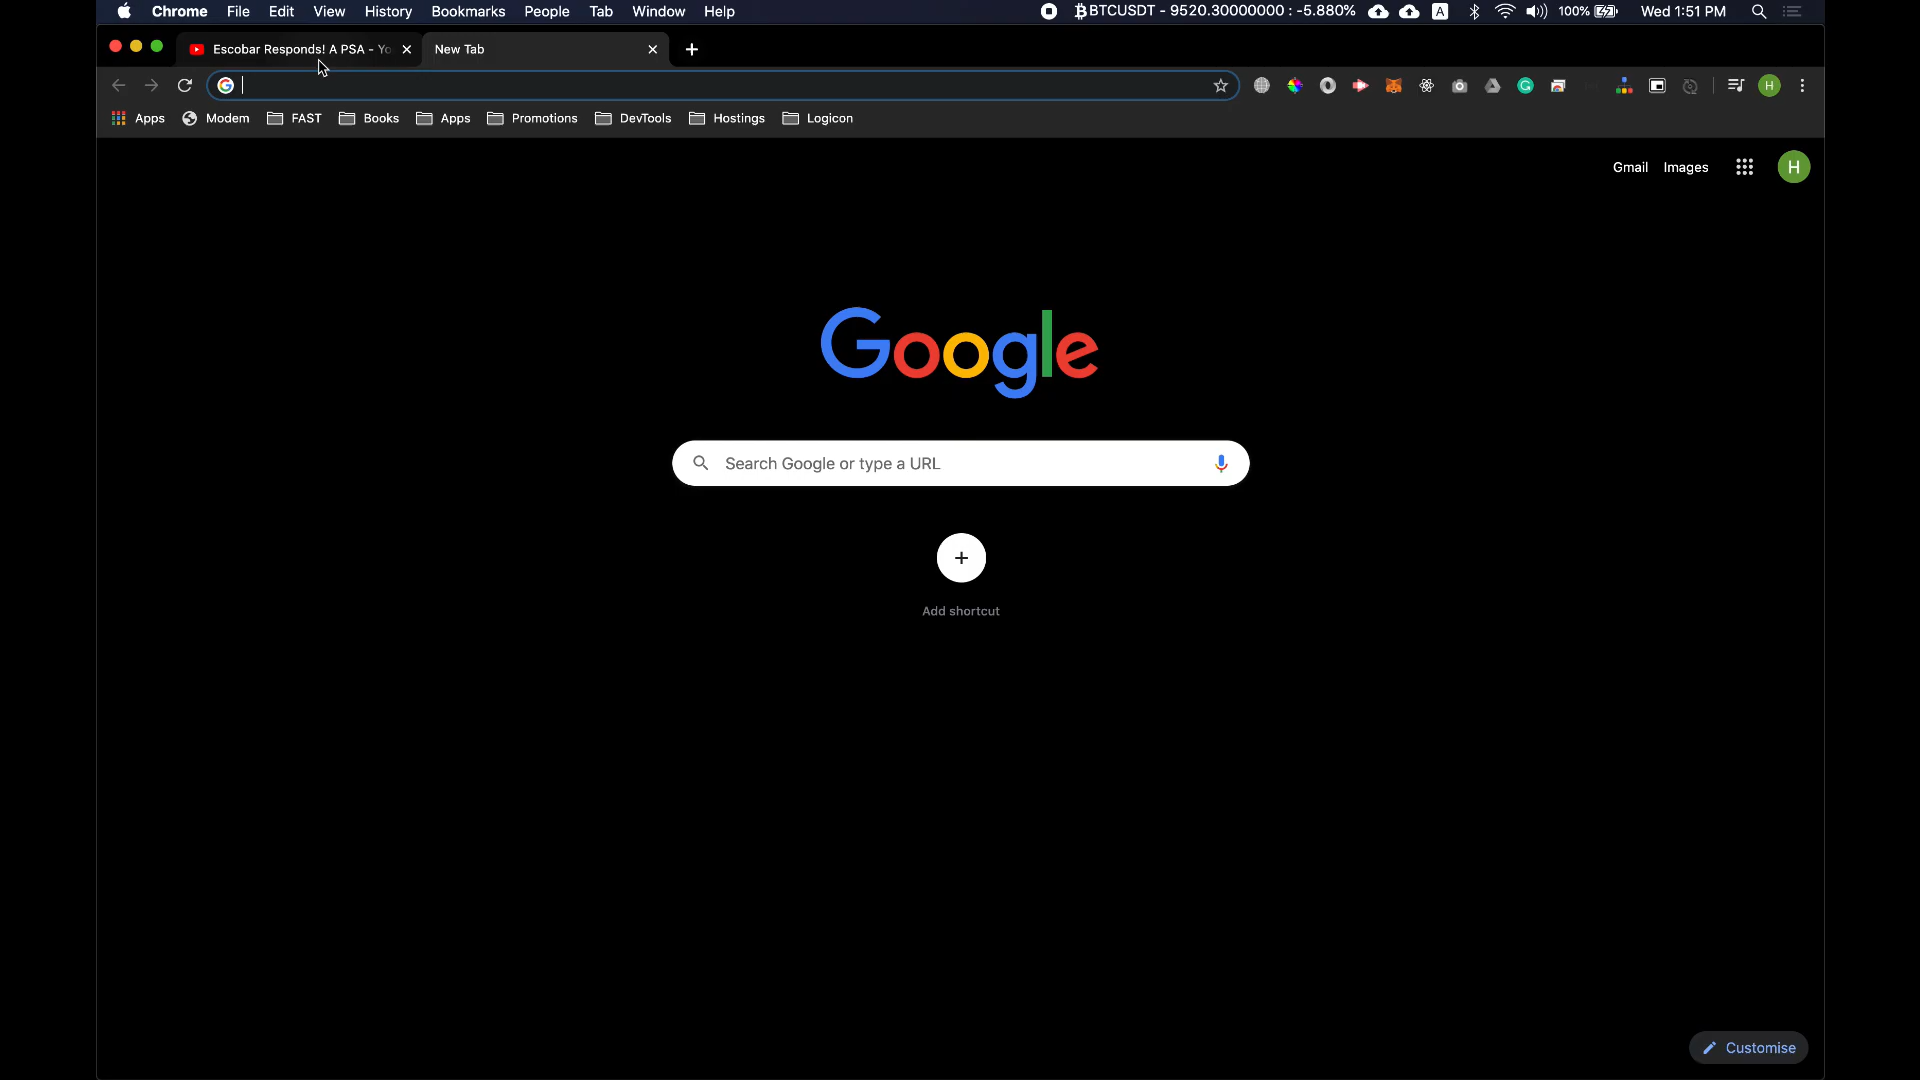 Chrome File Edit View History Bookmarks People Tab Window Help BTCUSDT - 9520.30000000 : -5.880% A 100% Wed 1:51 PM
Escobar Responds! A PSA - Yo New Tab
Apps Modem FAST Books Apps Promotions DevTools Hostings Logicon
Gmail Images H
Google
Search Google or type a URL
Add shortcut
Customise